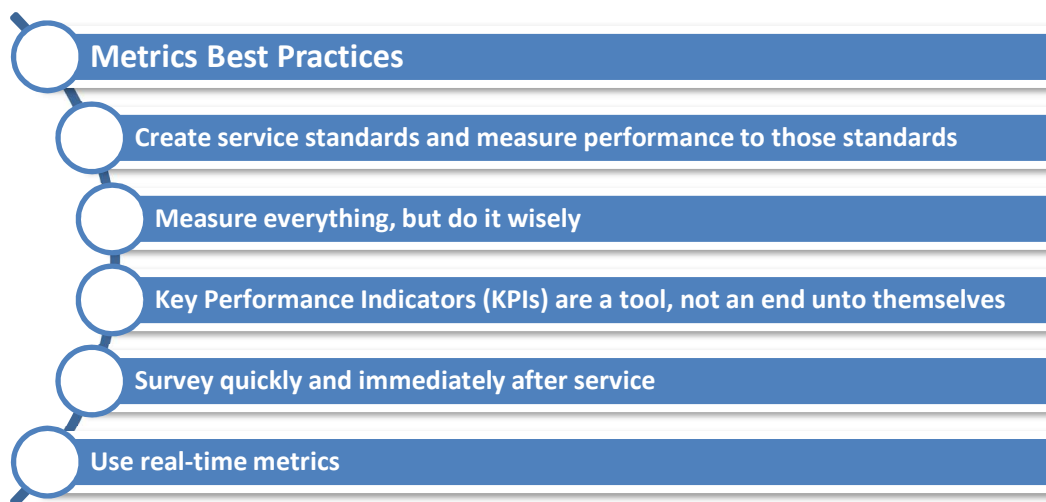 Metrics Best Practices
Create service standards and measure performance to those standards
Measure everything, but do it wisely
Key Performance Indicators (KPIs) are a tool, not an end unto themselves
Survey quickly and immediately after service
Use real-time metrics